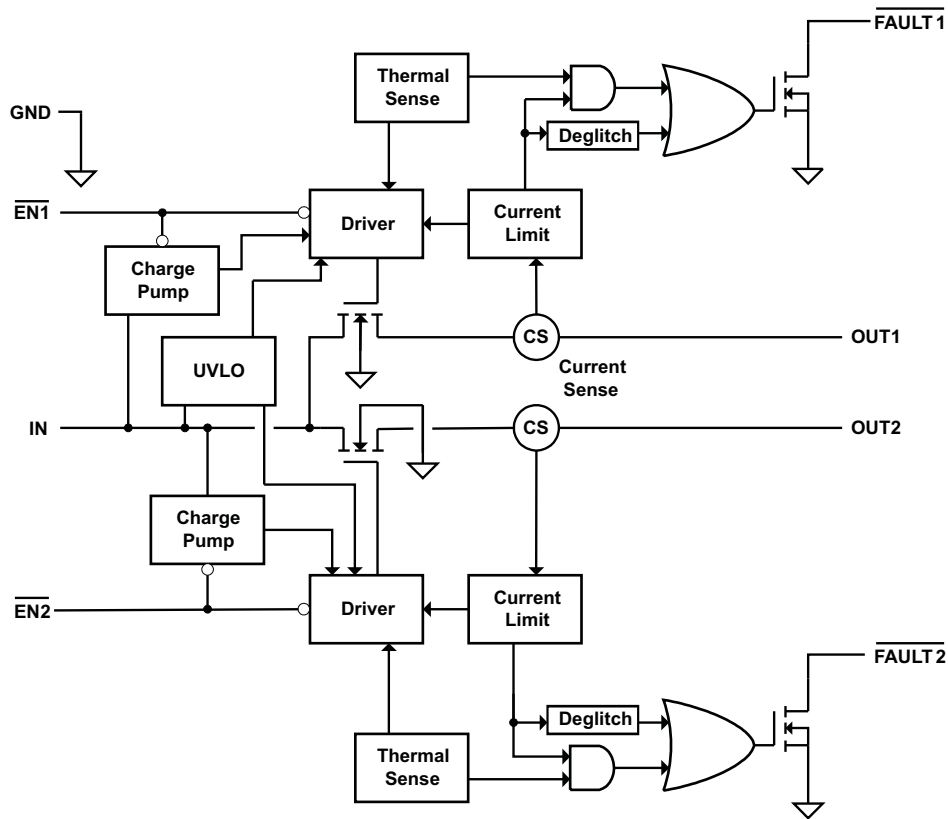 FAULT1
Thermal
Sense
GND
Deglitch
EN1
Driver
Current
Limit
Charge
Pump
CS
OUT1
UVLO
Current
Sense
IN
CS
OUT2
Charge
Pump
EN2
Driver
Current
Limit
FAULT2
Deglitch
Thermal
Sense